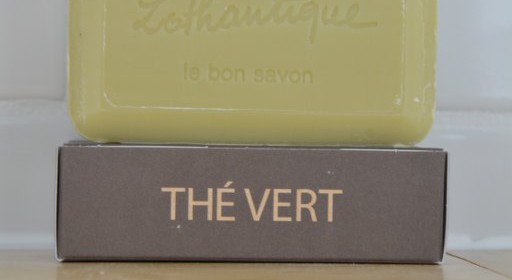 Lothantique
le bon savon
THÉ VERT